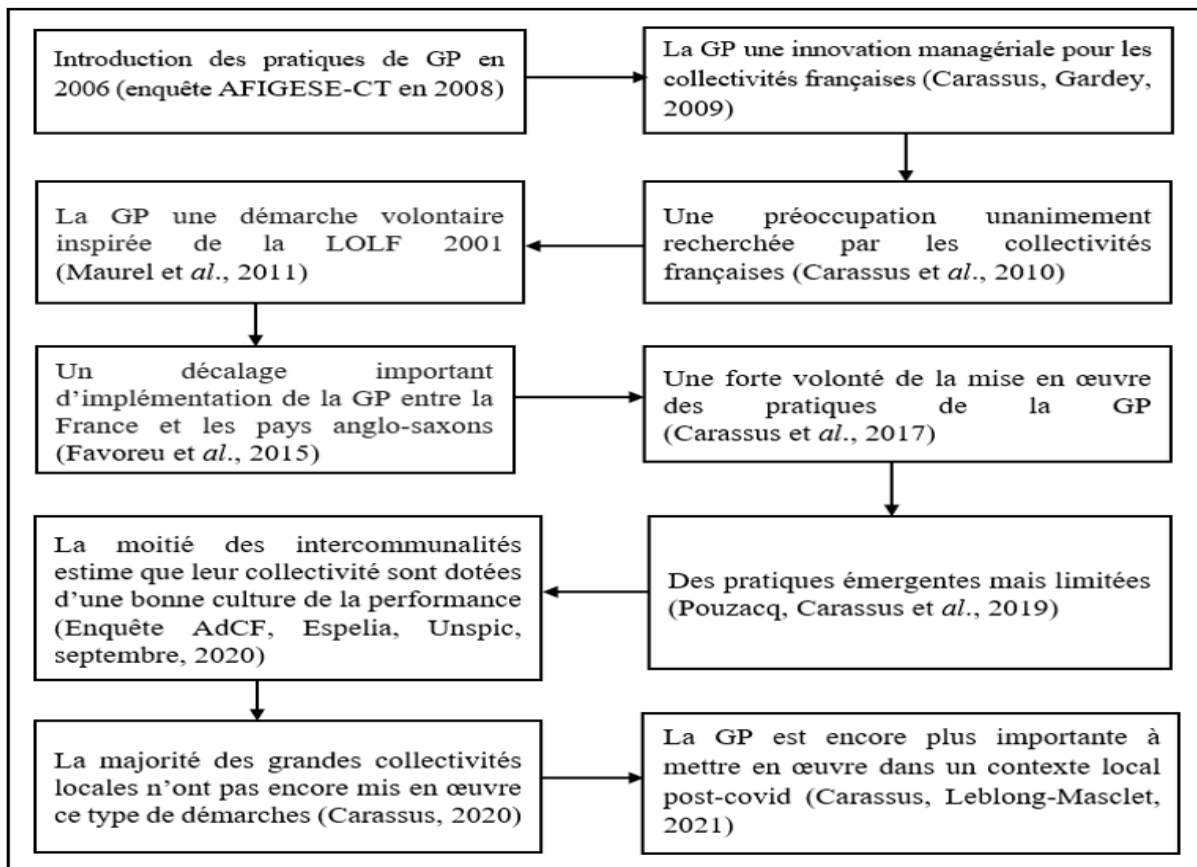 Introduction des pratiques de GP en
2006 (enquête AFIGESE-CT en 2008)
La GP une innovation managériale pour les
collectivités françaises (Carassus, Gardey,
2009)
Une préoccupation unanimement
recherchée par les collectivités
françaises (Carassus et al., 2010)
La GP une démarche volontaire
inspirée de la LOLF 2001
(Maurel et al., 2011)
Un décalage important
d’implémentation de la GP entre la
France et les pays anglo-saxons
(Favoreu et al., 2015)
Une forte volonté de la mise en œuvre
des pratiques de la GP
(Carassus et al., 2017)
Des pratiques émergentes mais limitées
(Pouzacq, Carassus et al., 2019)
La moitié des intercommunalités
estime que leur collectivité sont dotées
d’une bonne culture de la performance
(Enquête AdCF, Espelia, Unspic,
septembre, 2020)
La majorité des grandes collectivités
locales n’ont pas encore mis en œuvre
ce type de démarches (Carassus, 2020)
La GP est encore plus importante à
mettre en œuvre dans un contexte local
post-covid (Carassus, Leblong-Masclet,
2021)